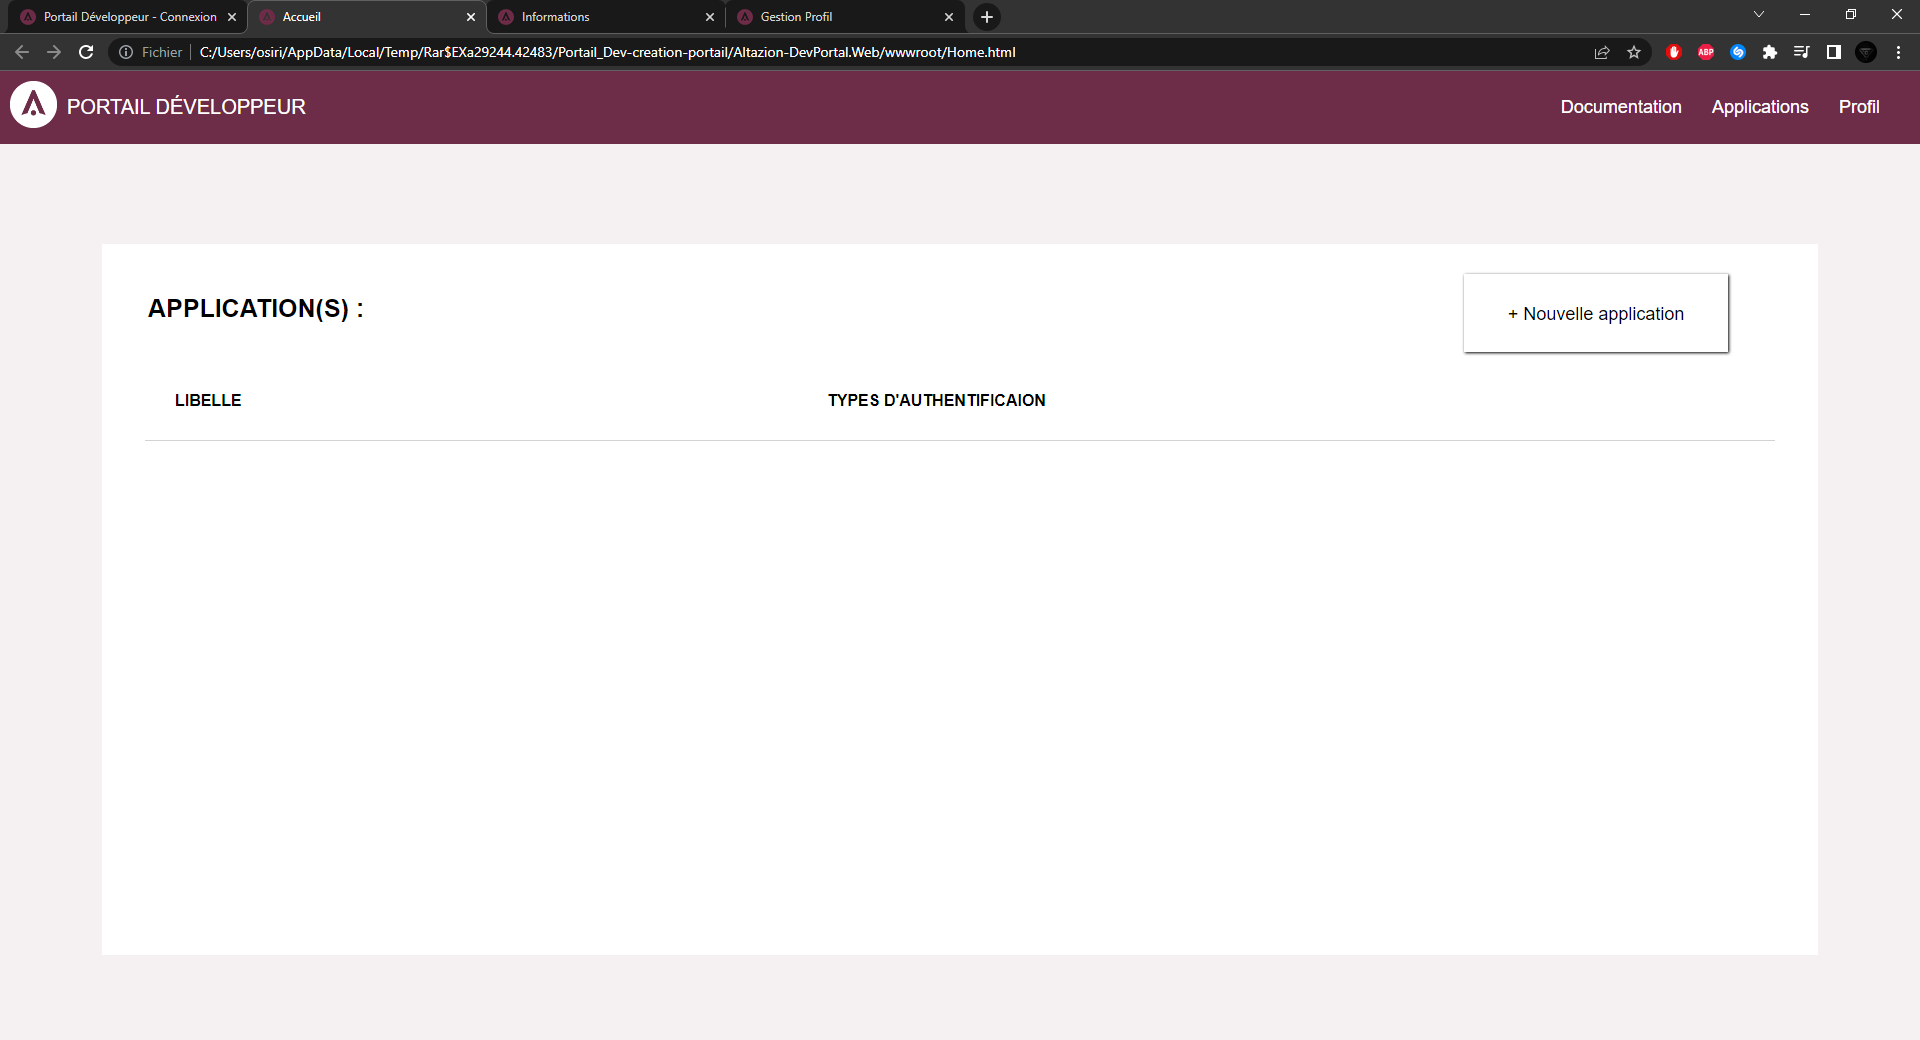 Portail Développeur - Connexion
Accueil
Informations
Gestion Profil
Fichier
C:/Users/osiri/AppData/Local/Temp/Rar$EXa29244.42483/Portail_Dev-creation-portail/Altazion-DevPortal.Web/wwwroot/Home.html
ABP
PORTAIL DÉVELOPPEUR
Documentation
Applications
Profil
APPLICATION(S) :
+ Nouvelle application
LIBELLE
TYPES D'AUTHENTIFICAION